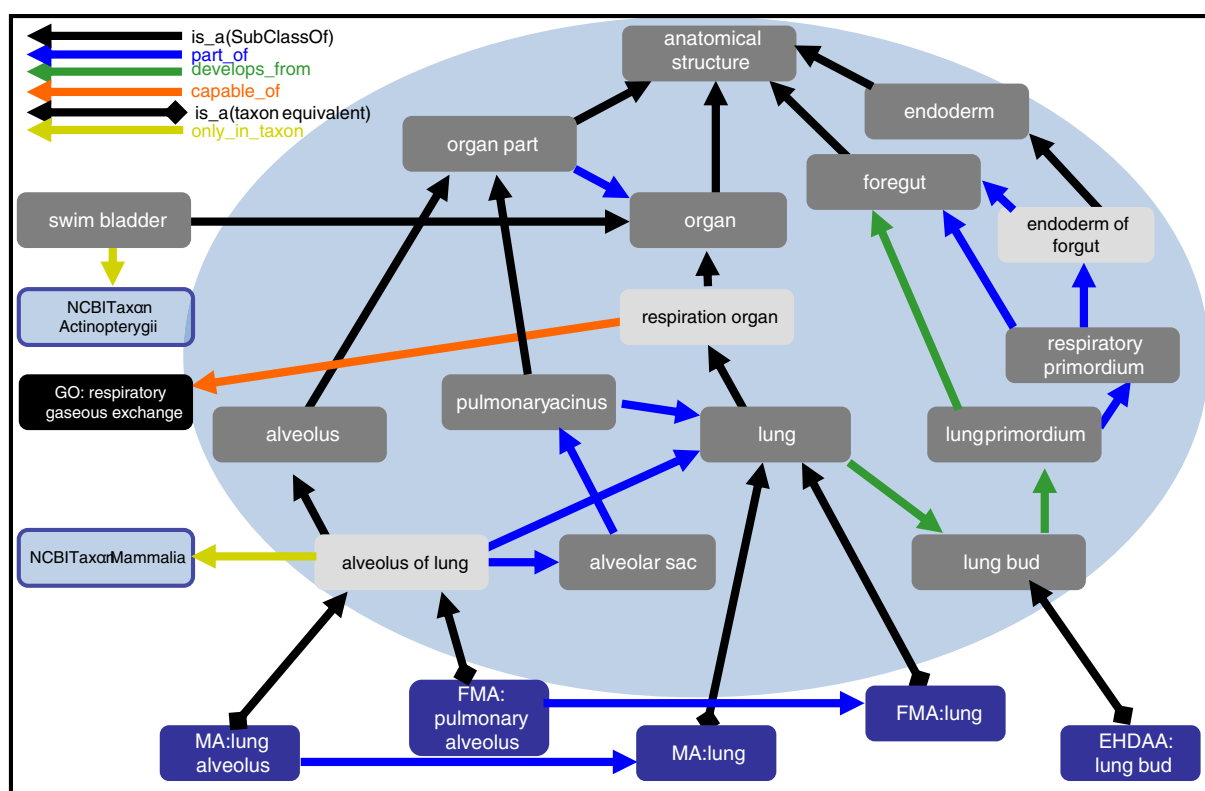 is_a(SubClassOf)
part_of
develops_from
capable_of
is_a(taxon equivalent)
only_in_taxon
anatomical
structure
endoderm
organ part
foregut
swim bladder
organ
endoderm of
forgut
NCBITaxon
Actinopterygii
respiration organ
respiratory
primordium
GO: respiratory
gaseous exchange
pulmonaryacinus
alveolus
lung
lungprimordium
NCBITaxonMammalia
alveolus of lung
alveolar sac
lung bud
FMA:
pulmonary
alveolus
FMA:lung
MA:lung
alveolus
MA:lung
EHDAA:
lung bud